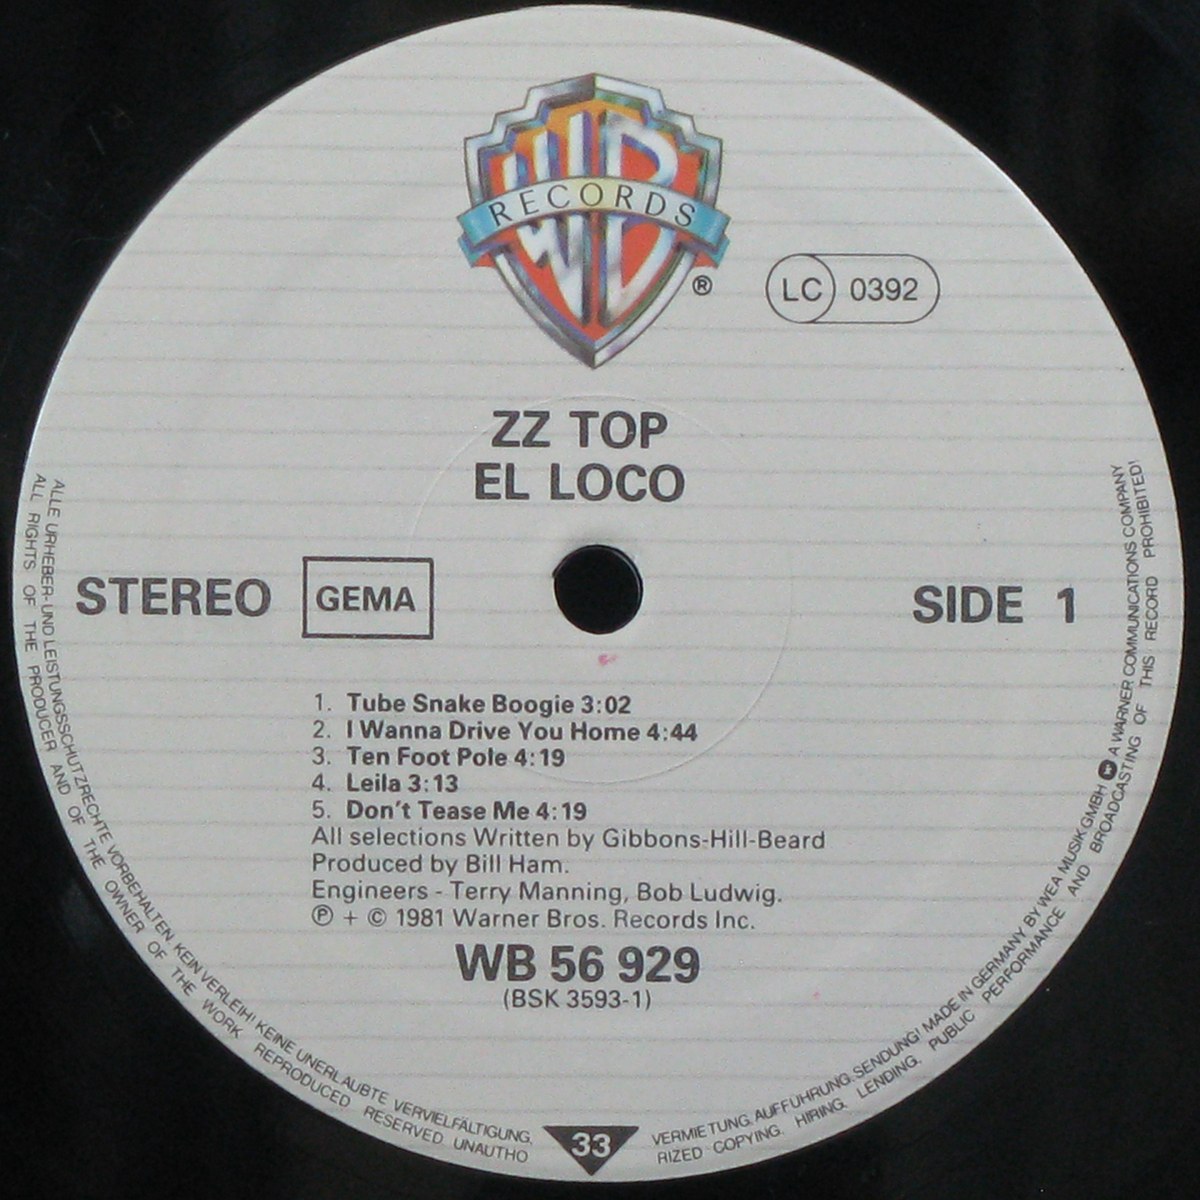 WB
RECORDS
®
LC 0392
ZZ TOP
EL LOCO
STEREO GEMA SIDE 1
1. Tube Snake Boogie 3:02
2. I Wanna Drive You Home 4:44
3. Ten Foot Pole 4:19
4. Leila 3:13
5. Don't Tease Me 4:19
All selections Written by Gibbons-Hill-Beard
Produced by Bill Ham.
Engineers - Terry Manning, Bob Ludwig.
℗ + © 1981 Warner Bros. Records Inc.
WB 56 929
(BSK 3593-1)
33
ALLE URHEBER- UND LEISTUNGSSCHUTZRECHTE VORBEHALTEN KEIN VERLEIH! KEINE UNERLAUBTE VERVIELFÄLTIGUNG, VERMIETUNG, AUFFÜHRUNG, SENDUNG! MADE IN GERMANY BY WEA MUSIK GMBH A WARNER COMMUNICATIONS COMPANY
ALL RIGHTS OF THE PRODUCER AND OF THE OWNER OF THE WORK REPRODUCED RESERVED. UNAUTHORIZED COPYING, HIRING, LENDING, PUBLIC PERFORMANCE AND BROADCASTING OF THIS RECORD PROHIBITED!